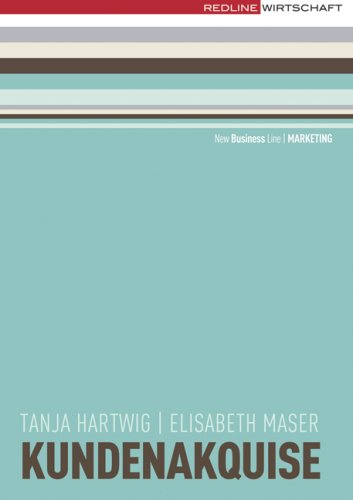 REDLINE WIRTSCHAFT
New Business Line | MARKETING
TANJA HARTWIG | ELISABETH MASER
KUNDENAKQUISE